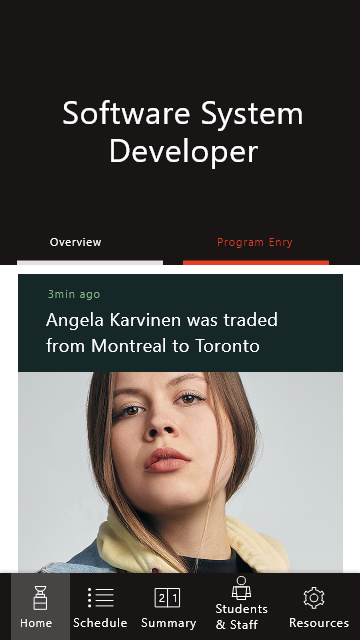 Software System
Developer
Overview
Program Enry
3min ago
Angela Karvinen was traded
from Montreal to Toronto
2 1
Home
Schedule
Summary
Students
& Staff
Resources